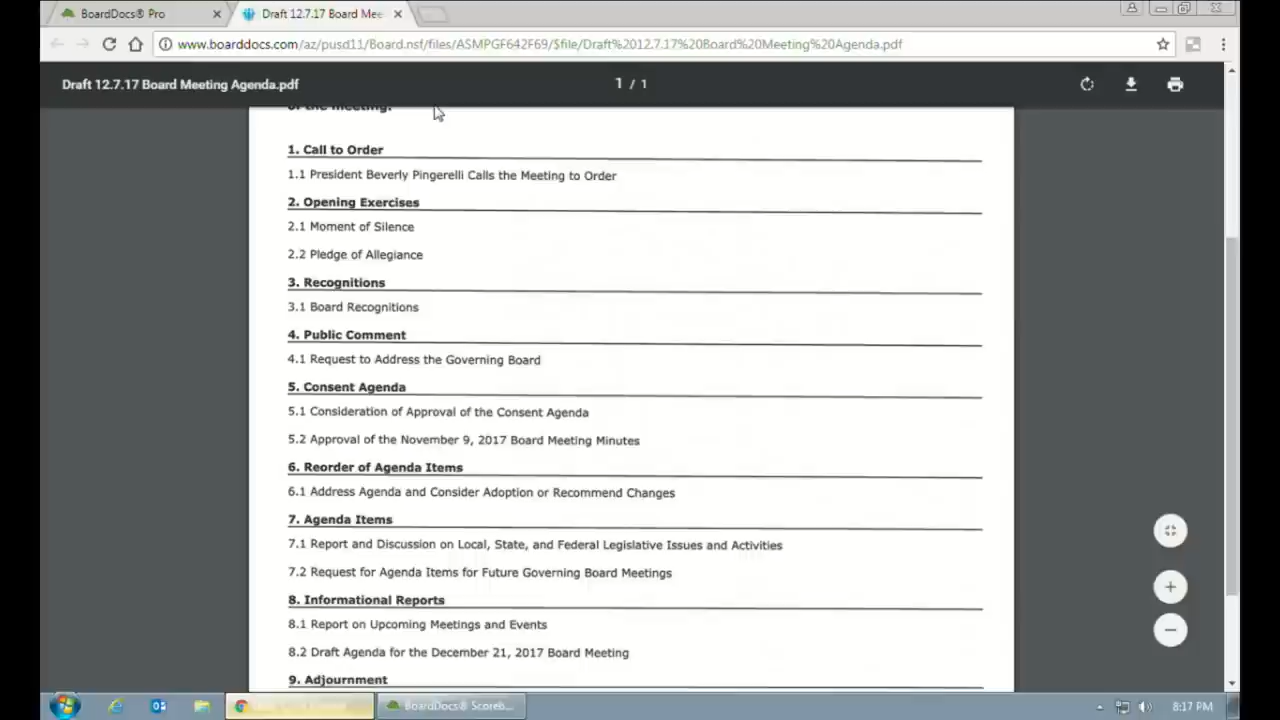 BoardDocs® Pro
Draft 12.7.17 Board Mee
www.boarddocs.com/az/pusd11/Board.nsf/files/ASMPGF642F69/$file/Draft%2012.7.17%20Board%20Meeting%20Agenda.pdf
Draft 12.7.17 Board Meeting Agenda.pdf
1 / 1
of the meeting.
1. Call to Order
1.1 President Beverly Pingerelli Calls the Meeting to Order
2. Opening Exercises
2.1 Moment of Silence
2.2 Pledge of Allegiance
3. Recognitions
3.1 Board Recognitions
4. Public Comment
4.1 Request to Address the Governing Board
5. Consent Agenda
5.1 Consideration of Approval of the Consent Agenda
5.2 Approval of the November 9, 2017 Board Meeting Minutes
6. Reorder of Agenda Items
6.1 Address Agenda and Consider Adoption or Recommend Changes
7. Agenda Items
7.1 Report and Discussion on Local, State, and Federal Legislative Issues and Activities
7.2 Request for Agenda Items for Future Governing Board Meetings
8. Informational Reports
8.1 Report on Upcoming Meetings and Events
8.2 Draft Agenda for the December 21, 2017 Board Meeting
9. Adjournment
BoardDocs® Scoreb...
8:17 PM